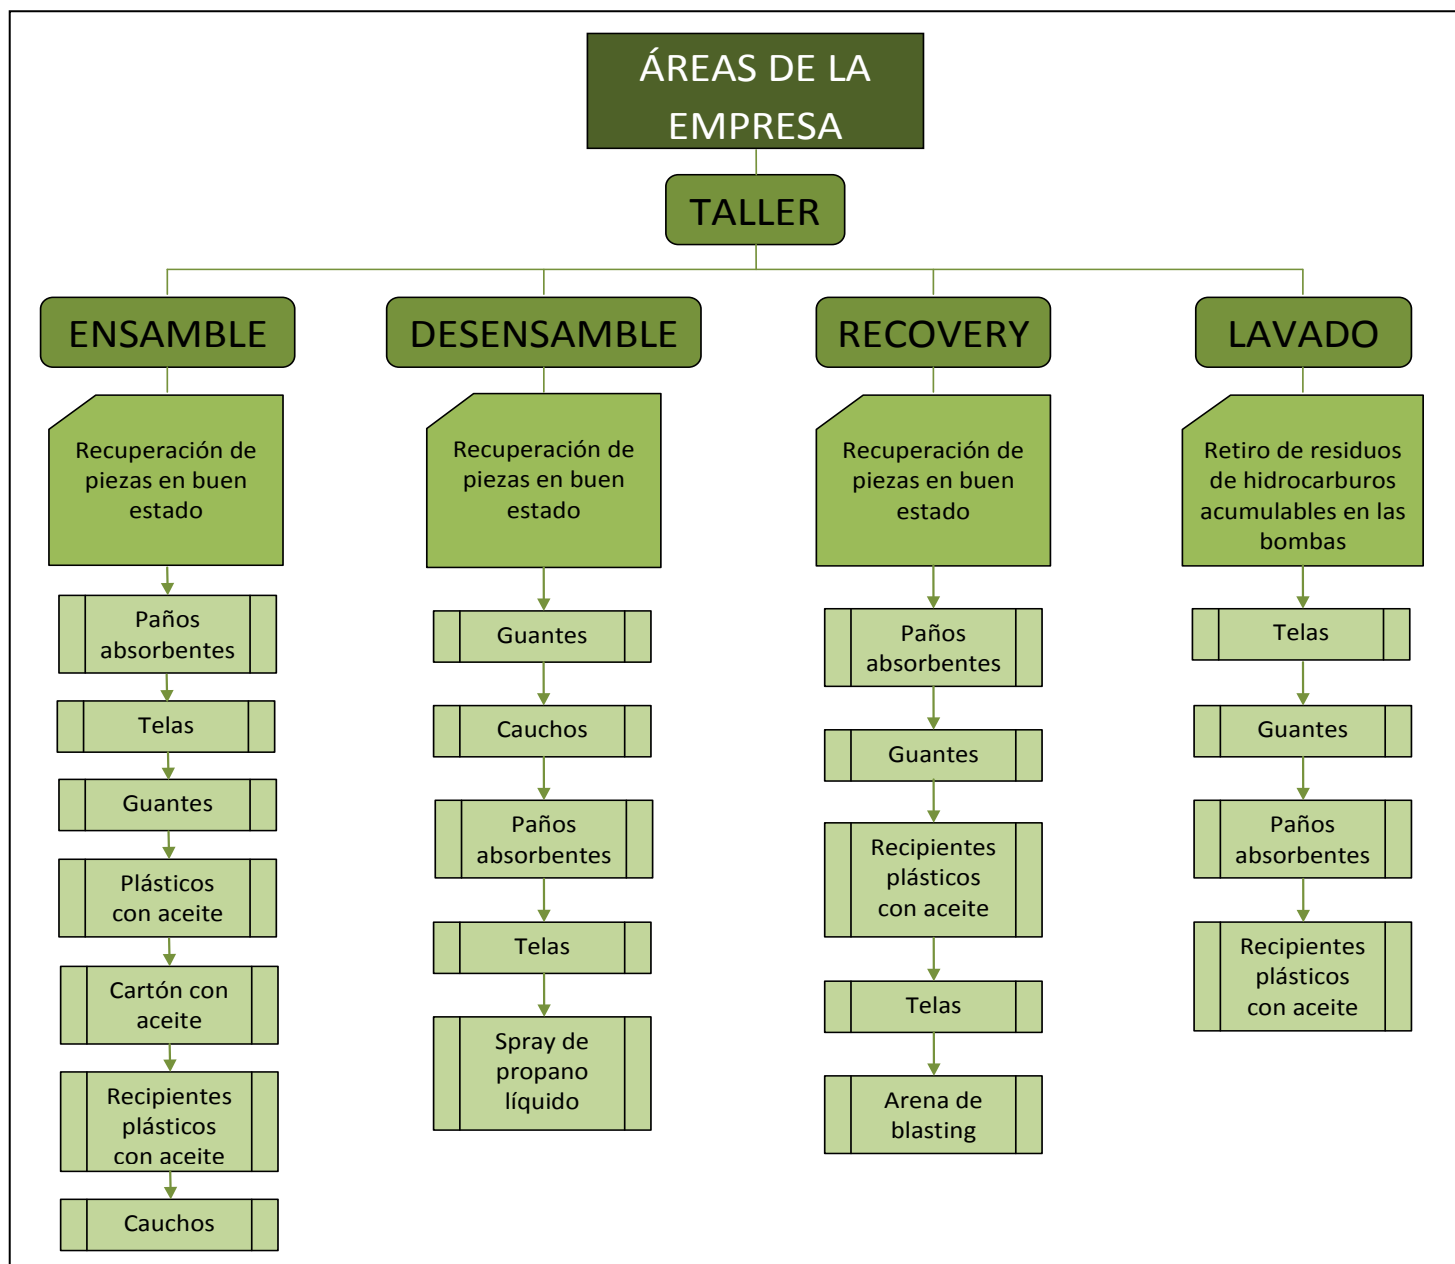 ÁREAS DE LA
EMPRESA
TALLER
ENSAMBLE
Recuperación de
piezas en buen
estado
Paños
absorbentes
Telas
Guantes
Plásticos
con aceite
Cartón con
aceite
Recipientes
plásticos
con aceite
Cauchos
DESENSAMBLE
Recuperación de
piezas en buen
estado
Guantes
Cauchos
Paños
absorbentes
Telas
Spray de
propano
líquido
RECOVERY
Recuperación de
piezas en buen
estado
Paños
absorbentes
Guantes
Recipientes
plásticos
con aceite
Telas
Arena de
blasting
LAVADO
Retiro de residuos
de hidrocarburos
acumulables en las
bombas
Telas
Guantes
Paños
absorbentes
Recipientes
plásticos
con aceite